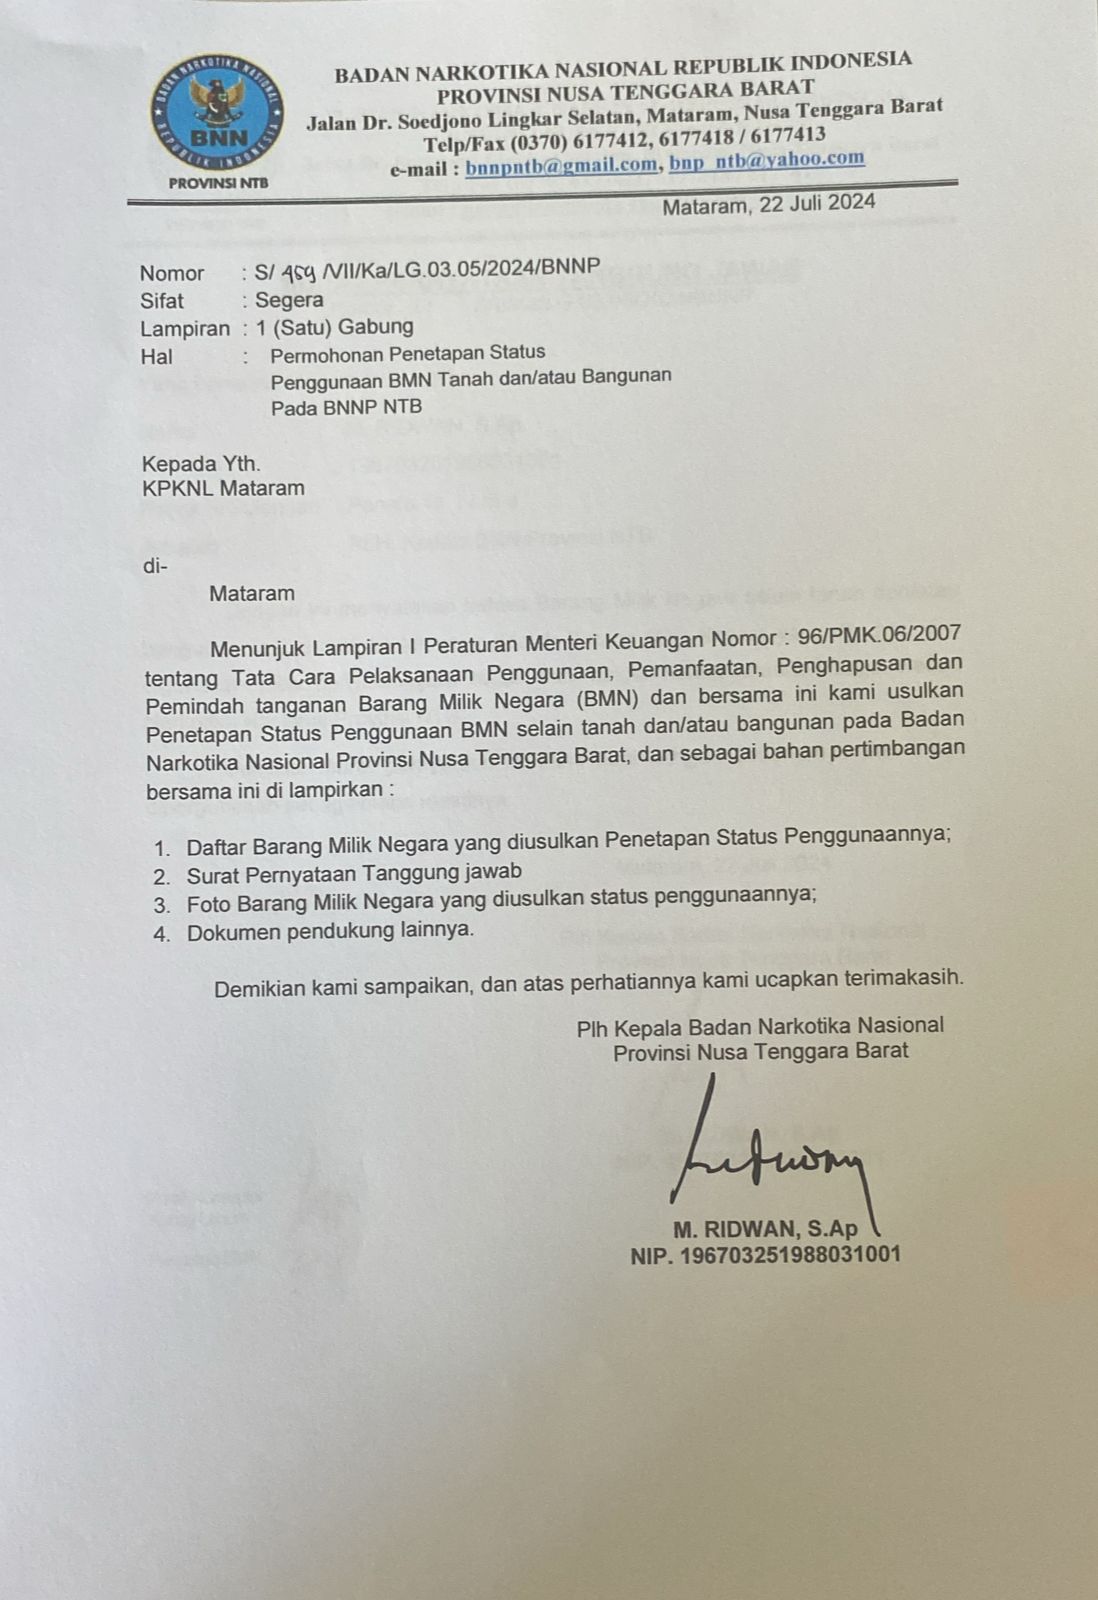 BADAN NARKOTIKA NASIONAL
REPUBLIK INDONESIA
BNN
PROVINSI NTB
BADAN NARKOTIKA NASIONAL REPUBLIK INDONESIA
PROVINSI NUSA TENGGARA BARAT
Jalan Dr. Soedjono Lingkar Selatan, Mataram, Nusa Tenggara Barat
Telp/Fax (0370) 6177412, 6177418 / 6177413
e-mail : bnnpntb@gmail.com, bnp_ntb@yahoo.com
Mataram, 22 Juli 2024
Nomor : S/ 459 /VII/Ka/LG.03.05/2024/BNNP
Sifat : Segera
Lampiran : 1 (Satu) Gabung
Hal : Permohonan Penetapan Status
Penggunaan BMN Tanah dan/atau Bangunan
Pada BNNP NTB
Kepada Yth.
KPKNL Mataram
di-
Mataram
Menunjuk Lampiran I Peraturan Menteri Keuangan Nomor : 96/PMK.06/2007
tentang Tata Cara Pelaksanaan Penggunaan, Pemanfaatan, Penghapusan dan
Pemindah tanganan Barang Milik Negara (BMN) dan bersama ini kami usulkan
Penetapan Status Penggunaan BMN selain tanah dan/atau bangunan pada Badan
Narkotika Nasional Provinsi Nusa Tenggara Barat, dan sebagai bahan pertimbangan
bersama ini di lampirkan :
1. Daftar Barang Milik Negara yang diusulkan Penetapan Status Penggunaannya;
2. Surat Pernyataan Tanggung jawab
3. Foto Barang Milik Negara yang diusulkan status penggunaannya;
4. Dokumen pendukung lainnya.
Demikian kami sampaikan, dan atas perhatiannya kami ucapkan terimakasih.
Plh Kepala Badan Narkotika Nasional
Provinsi Nusa Tenggara Barat
M. RIDWAN, S.Ap
NIP. 196703251988031001